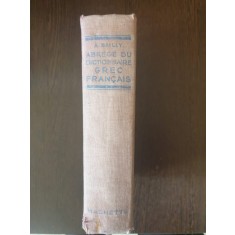 A. BAILLY
ABRÉGÉ DU
DICTIONNAIRE
GREC
FRANÇAIS
HACHETTE